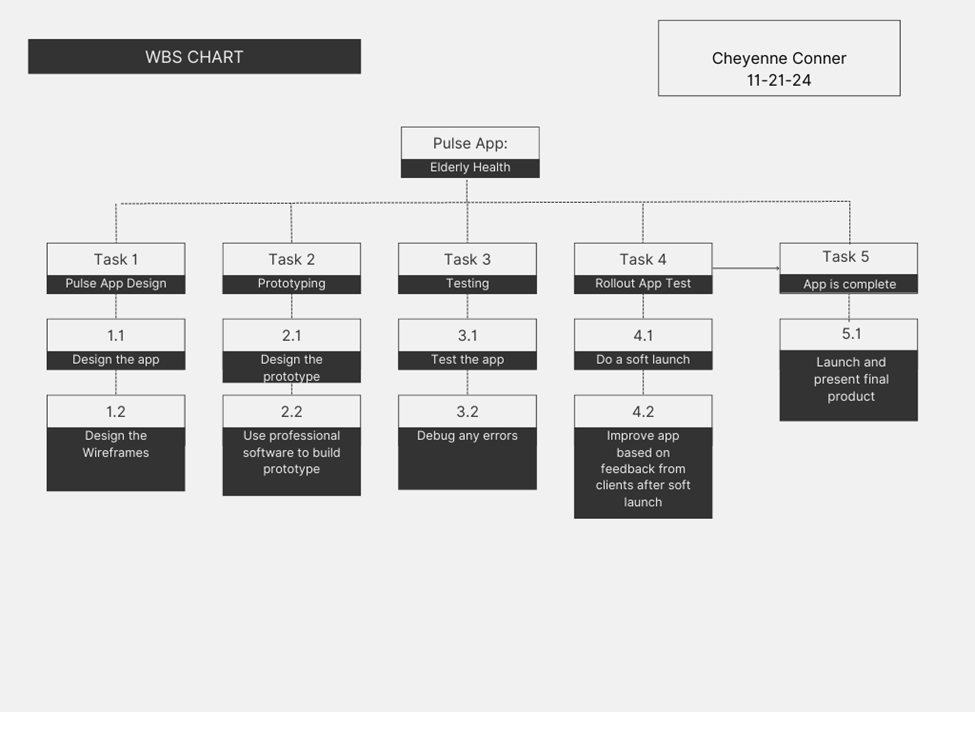 WBS CHART
Cheyenne Conner
11-21-24
Pulse App:
Elderly Health
Task 1
Pulse App Design
1.1
Design the app
1.2
Design the
Wireframes
Task 2
Prototyping
2.1
Design the
prototype
2.2
Use professional
software to build
prototype
Task 3
Testing
3.1
Test the app
3.2
Debug any errors
Task 4
Rollout App Test
4.1
Do a soft launch
4.2
Improve app
based on
feedback from
clients after soft
launch
Task 5
App is complete
5.1
Launch and
present final
product